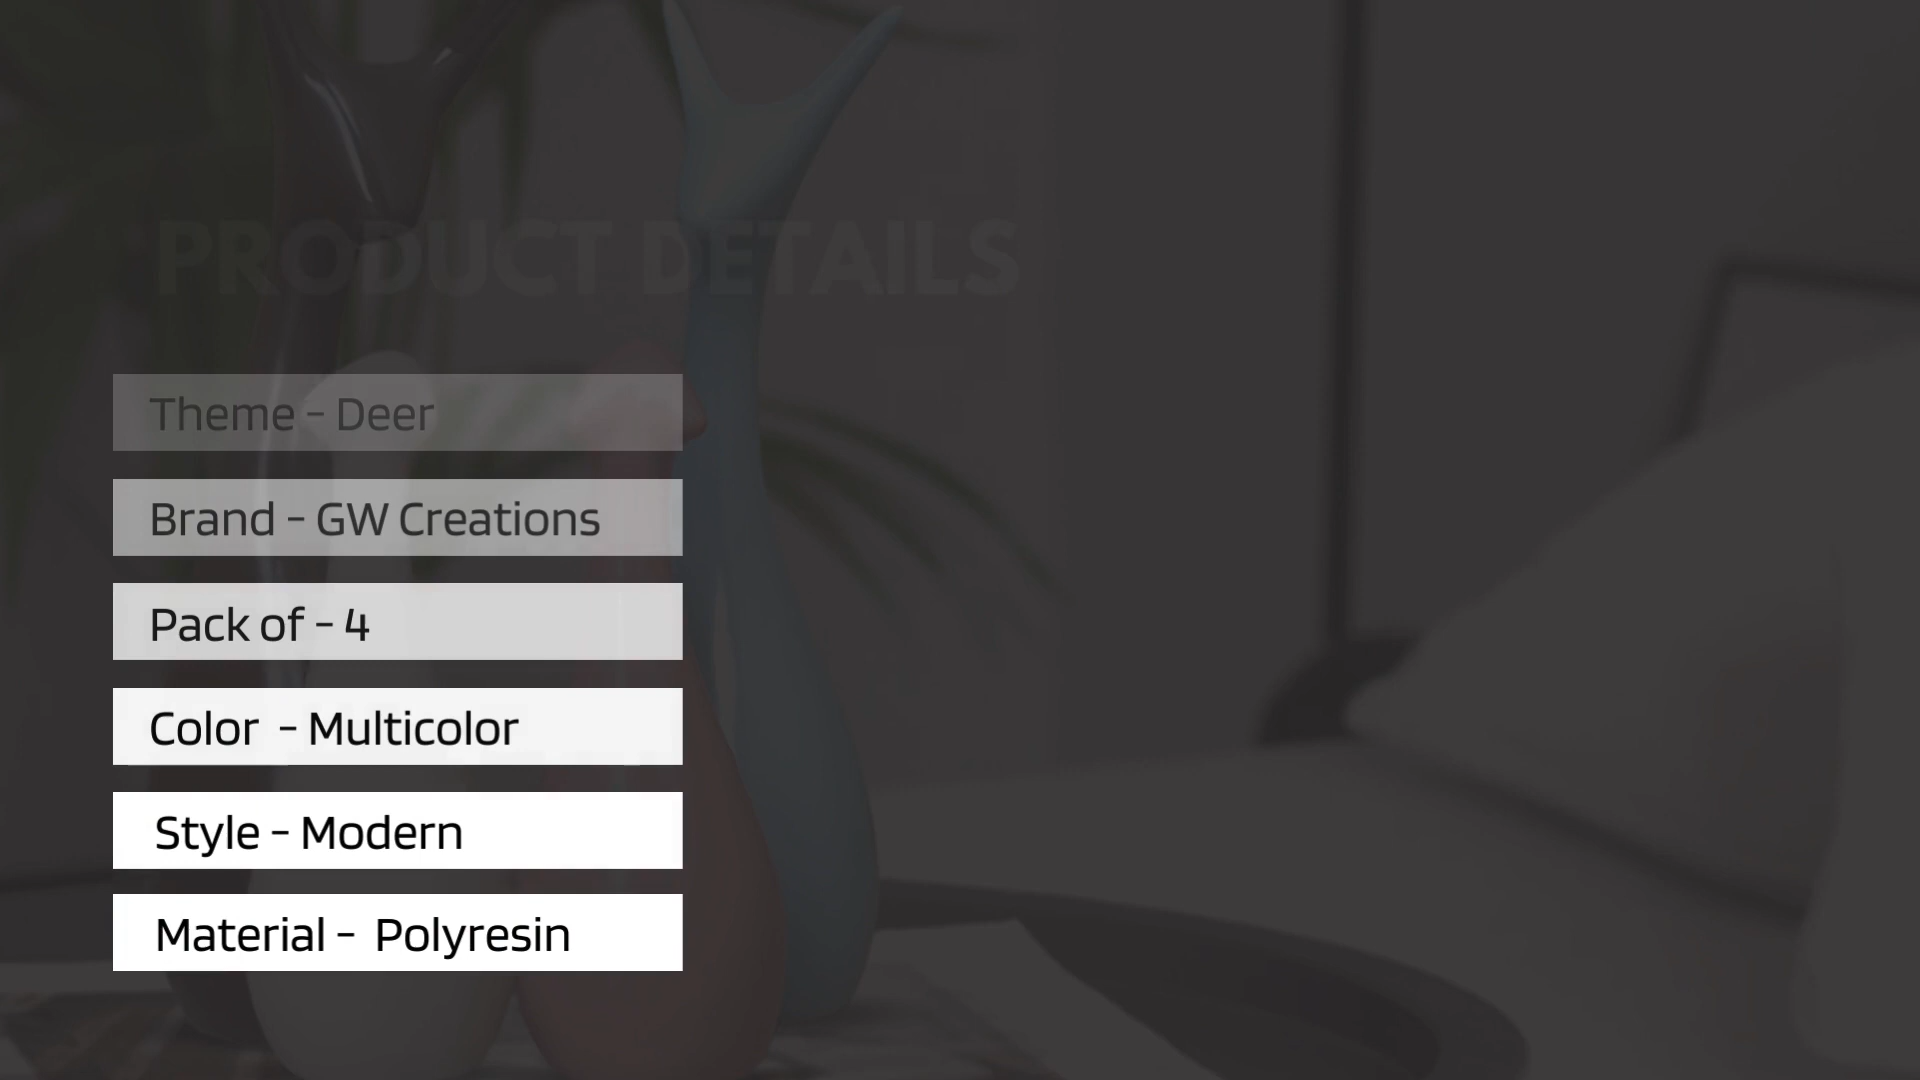 PRODUCT DETAILS
Theme - Deer
Brand - GW Creations
Pack of - 4
Color - Multicolor
Style - Modern
Material - Polyresin